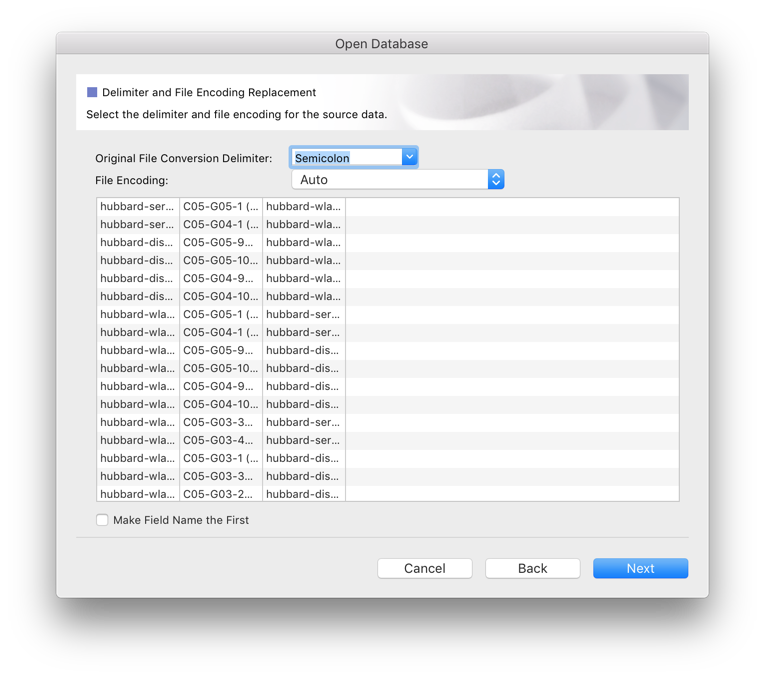 Open Database
Delimiter and File Encoding Replacement
Select the delimiter and file encoding for the source data.
Original File Conversion Delimiter: Semicolon
File Encoding: Auto
hubbard-ser... C05-G05-1 (... hubbard-wla...
hubbard-ser... C05-G04-1 (... hubbard-wla...
hubbard-dis... C05-G05-9... hubbard-wla...
hubbard-dis... C05-G05-10... hubbard-wla...
hubbard-dis... C05-G04-9... hubbard-wla...
hubbard-dis... C05-G04-10... hubbard-wla...
hubbard-wla... C05-G05-1 (... hubbard-ser...
hubbard-wla... C05-G04-1 (... hubbard-ser...
hubbard-wla... C05-G05-9... hubbard-dis...
hubbard-wla... C05-G05-10... hubbard-dis...
hubbard-wla... C05-G04-9... hubbard-dis...
hubbard-wla... C05-G04-10... hubbard-dis...
hubbard-wla... C05-G03-3... hubbard-ser...
hubbard-wla... C05-G03-4... hubbard-ser...
hubbard-wla... C05-G03-1 (... hubbard-dis...
hubbard-wla... C05-G03-3... hubbard-dis...
hubbard-wla... C05-G03-2... hubbard-dis...
Make Field Name the First
Cancel Back Next